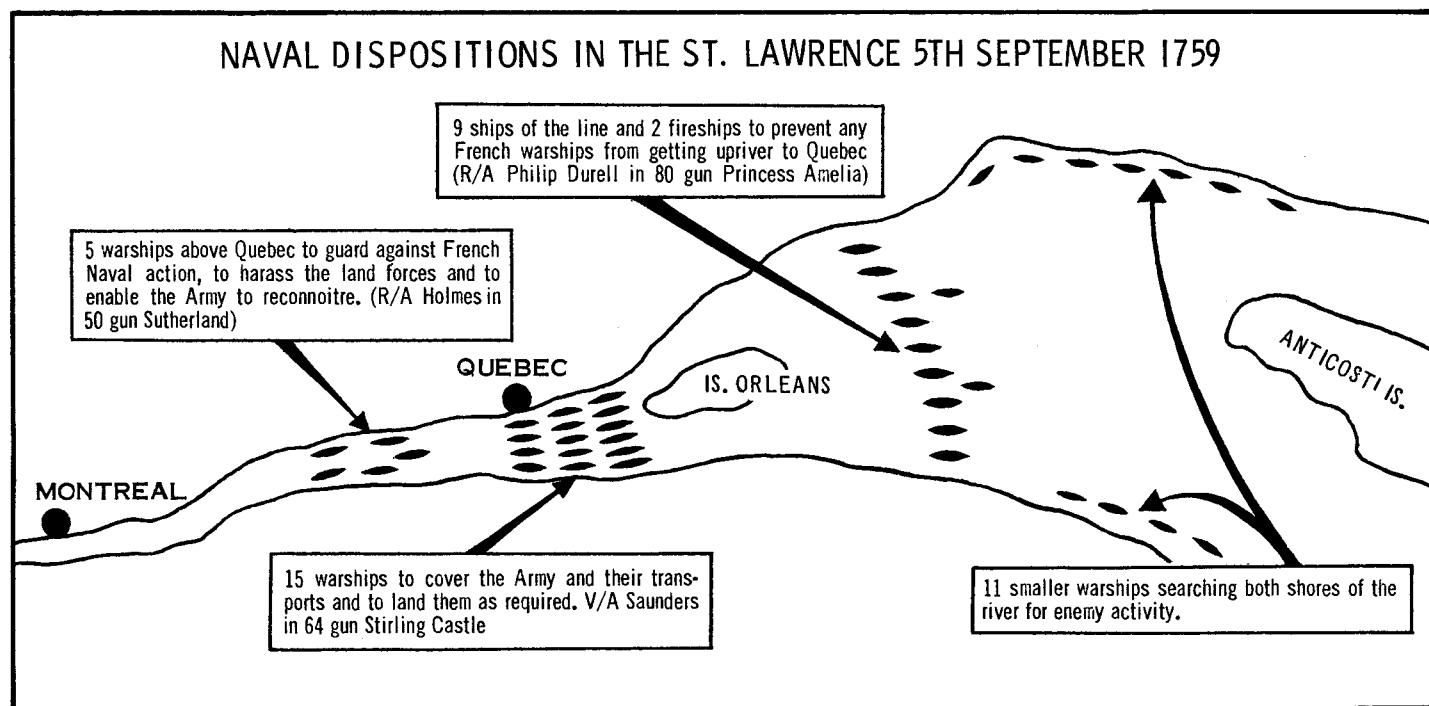 NAVAL DISPOSITIONS IN THE ST. LAWRENCE 5TH SEPTEMBER 1759
9 ships of the line and 2 fireships to prevent any
French warships from getting upriver to Quebec
(R/A Philip Durell in 80 gun Princess Amelia)
5 warships above Quebec to guard against French
Naval action, to harass the land forces and to
enable the Army to reconnoitre. (R/A Holmes in
50 gun Sutherland)
QUEBEC
IS. ORLEANS
ANTICOSTI IS.
MONTREAL
15 warships to cover the Army and their trans-
ports and to land them as required. V/A Saunders
in 64 gun Stirling Castle
11 smaller warships searching both shores of the
river for enemy activity.